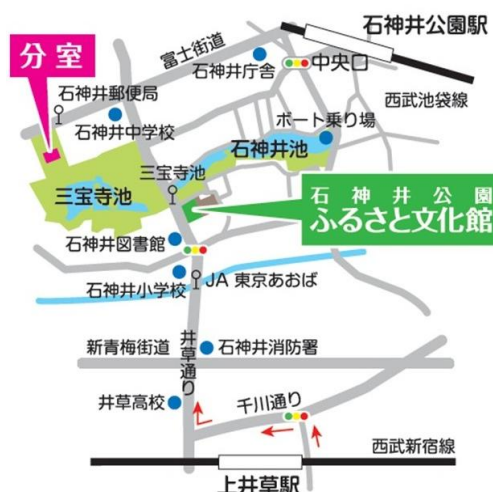 石神井公園駅
分室
富士街道
石神井庁舎
中央口
西武池袋線
石神井郵便局
石神井中学校
ボート乗り場
石神井池
三宝寺池
三宝寺池
石神井公園
ふるさと文化館
石神井図書館
石神井小学校
JA 東京あおば
井草通り
新青梅街道
石神井消防署
井草高校
千川通り
西武新宿線
上井草駅